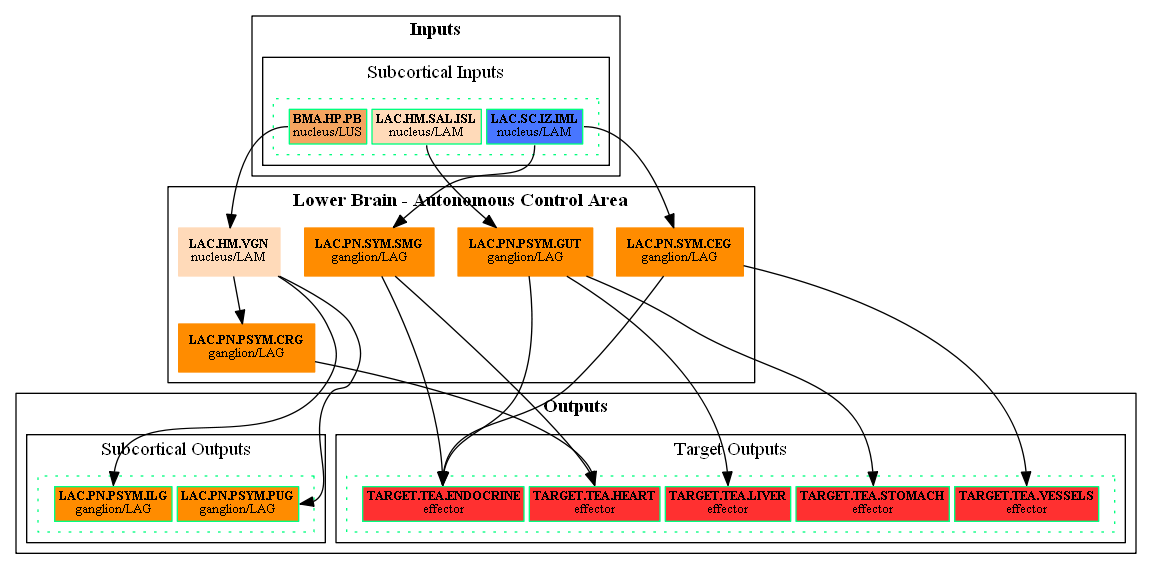 Inputs
Subcortical Inputs
BMA.HP.PB
nucleus/LUS
LAC.HM.SAL.ISL
nucleus/LAM
LAC.SC.IZ.IML
nucleus/LAM
Lower Brain - Autonomous Control Area
LAC.HM.VGN
nucleus/LAM
LAC.PN.SYM.SMG
ganglion/LAG
LAC.PN.PSYM.GUT
ganglion/LAG
LAC.PN.SYM.CEG
ganglion/LAG
LAC.PN.PSYM.CRG
ganglion/LAG
Outputs
Subcortical Outputs
LAC.PN.PSYM.ILG
ganglion/LAG
LAC.PN.PSYM.PUG
ganglion/LAG
Target Outputs
TARGET.TEA.ENDOCRINE
effector
TARGET.TEA.HEART
effector
TARGET.TEA.LIVER
effector
TARGET.TEA.STOMACH
effector
TARGET.TEA.VESSELS
effector